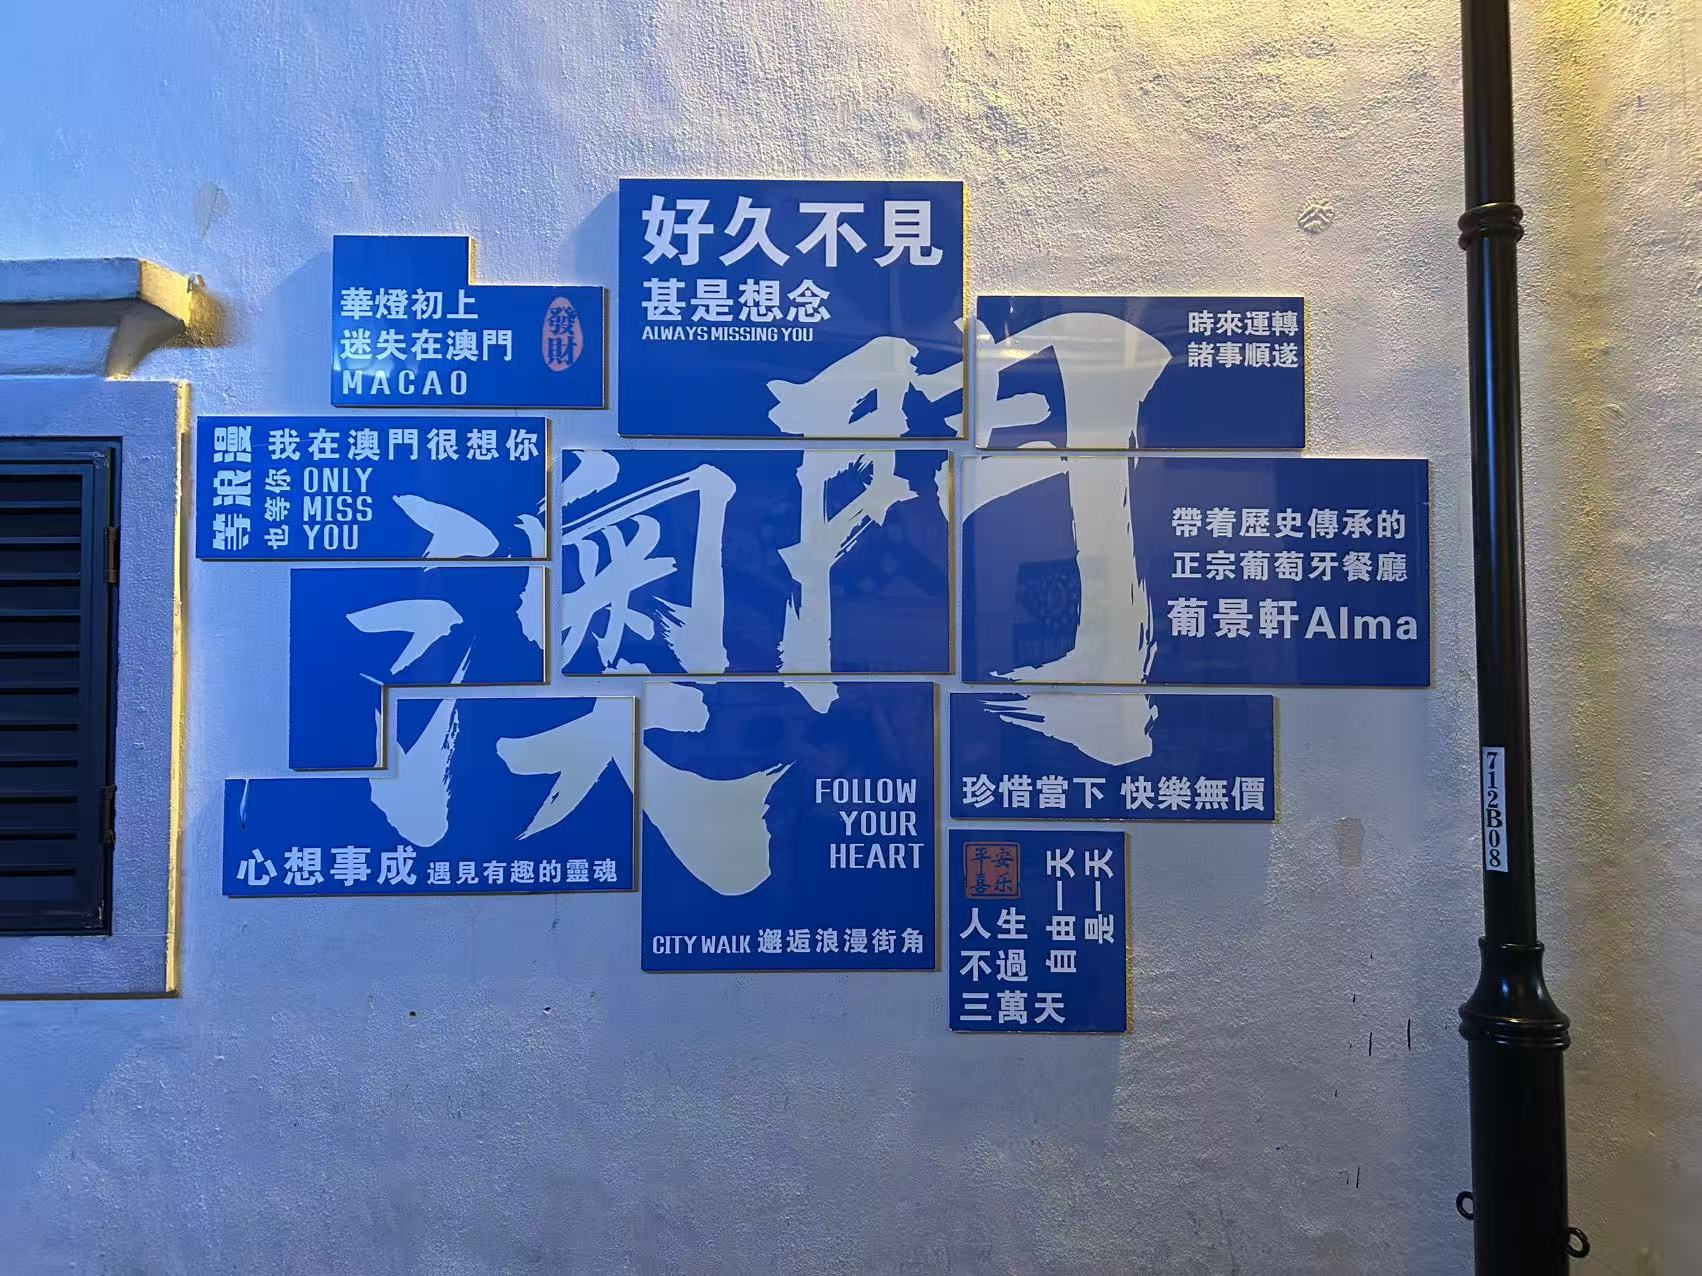 好久不見
甚是想念
ALWAYS MISSING YOU
華燈初上
迷失在澳門
MACAO
發財
時來運轉
諸事順遂
等浪漫
我在澳門很想你
也等你
ONLY
MISS
YOU
澳門
帶着歷史傳承的
正宗葡萄牙餐廳
葡景軒Alma
心想事成 遇見有趣的靈魂
FOLLOW
YOUR
HEART
CITY WALK 邂逅浪漫街角
珍惜當下 快樂無價
平安
喜乐
人生
不過
三萬天
自由一天
是一天
712B08